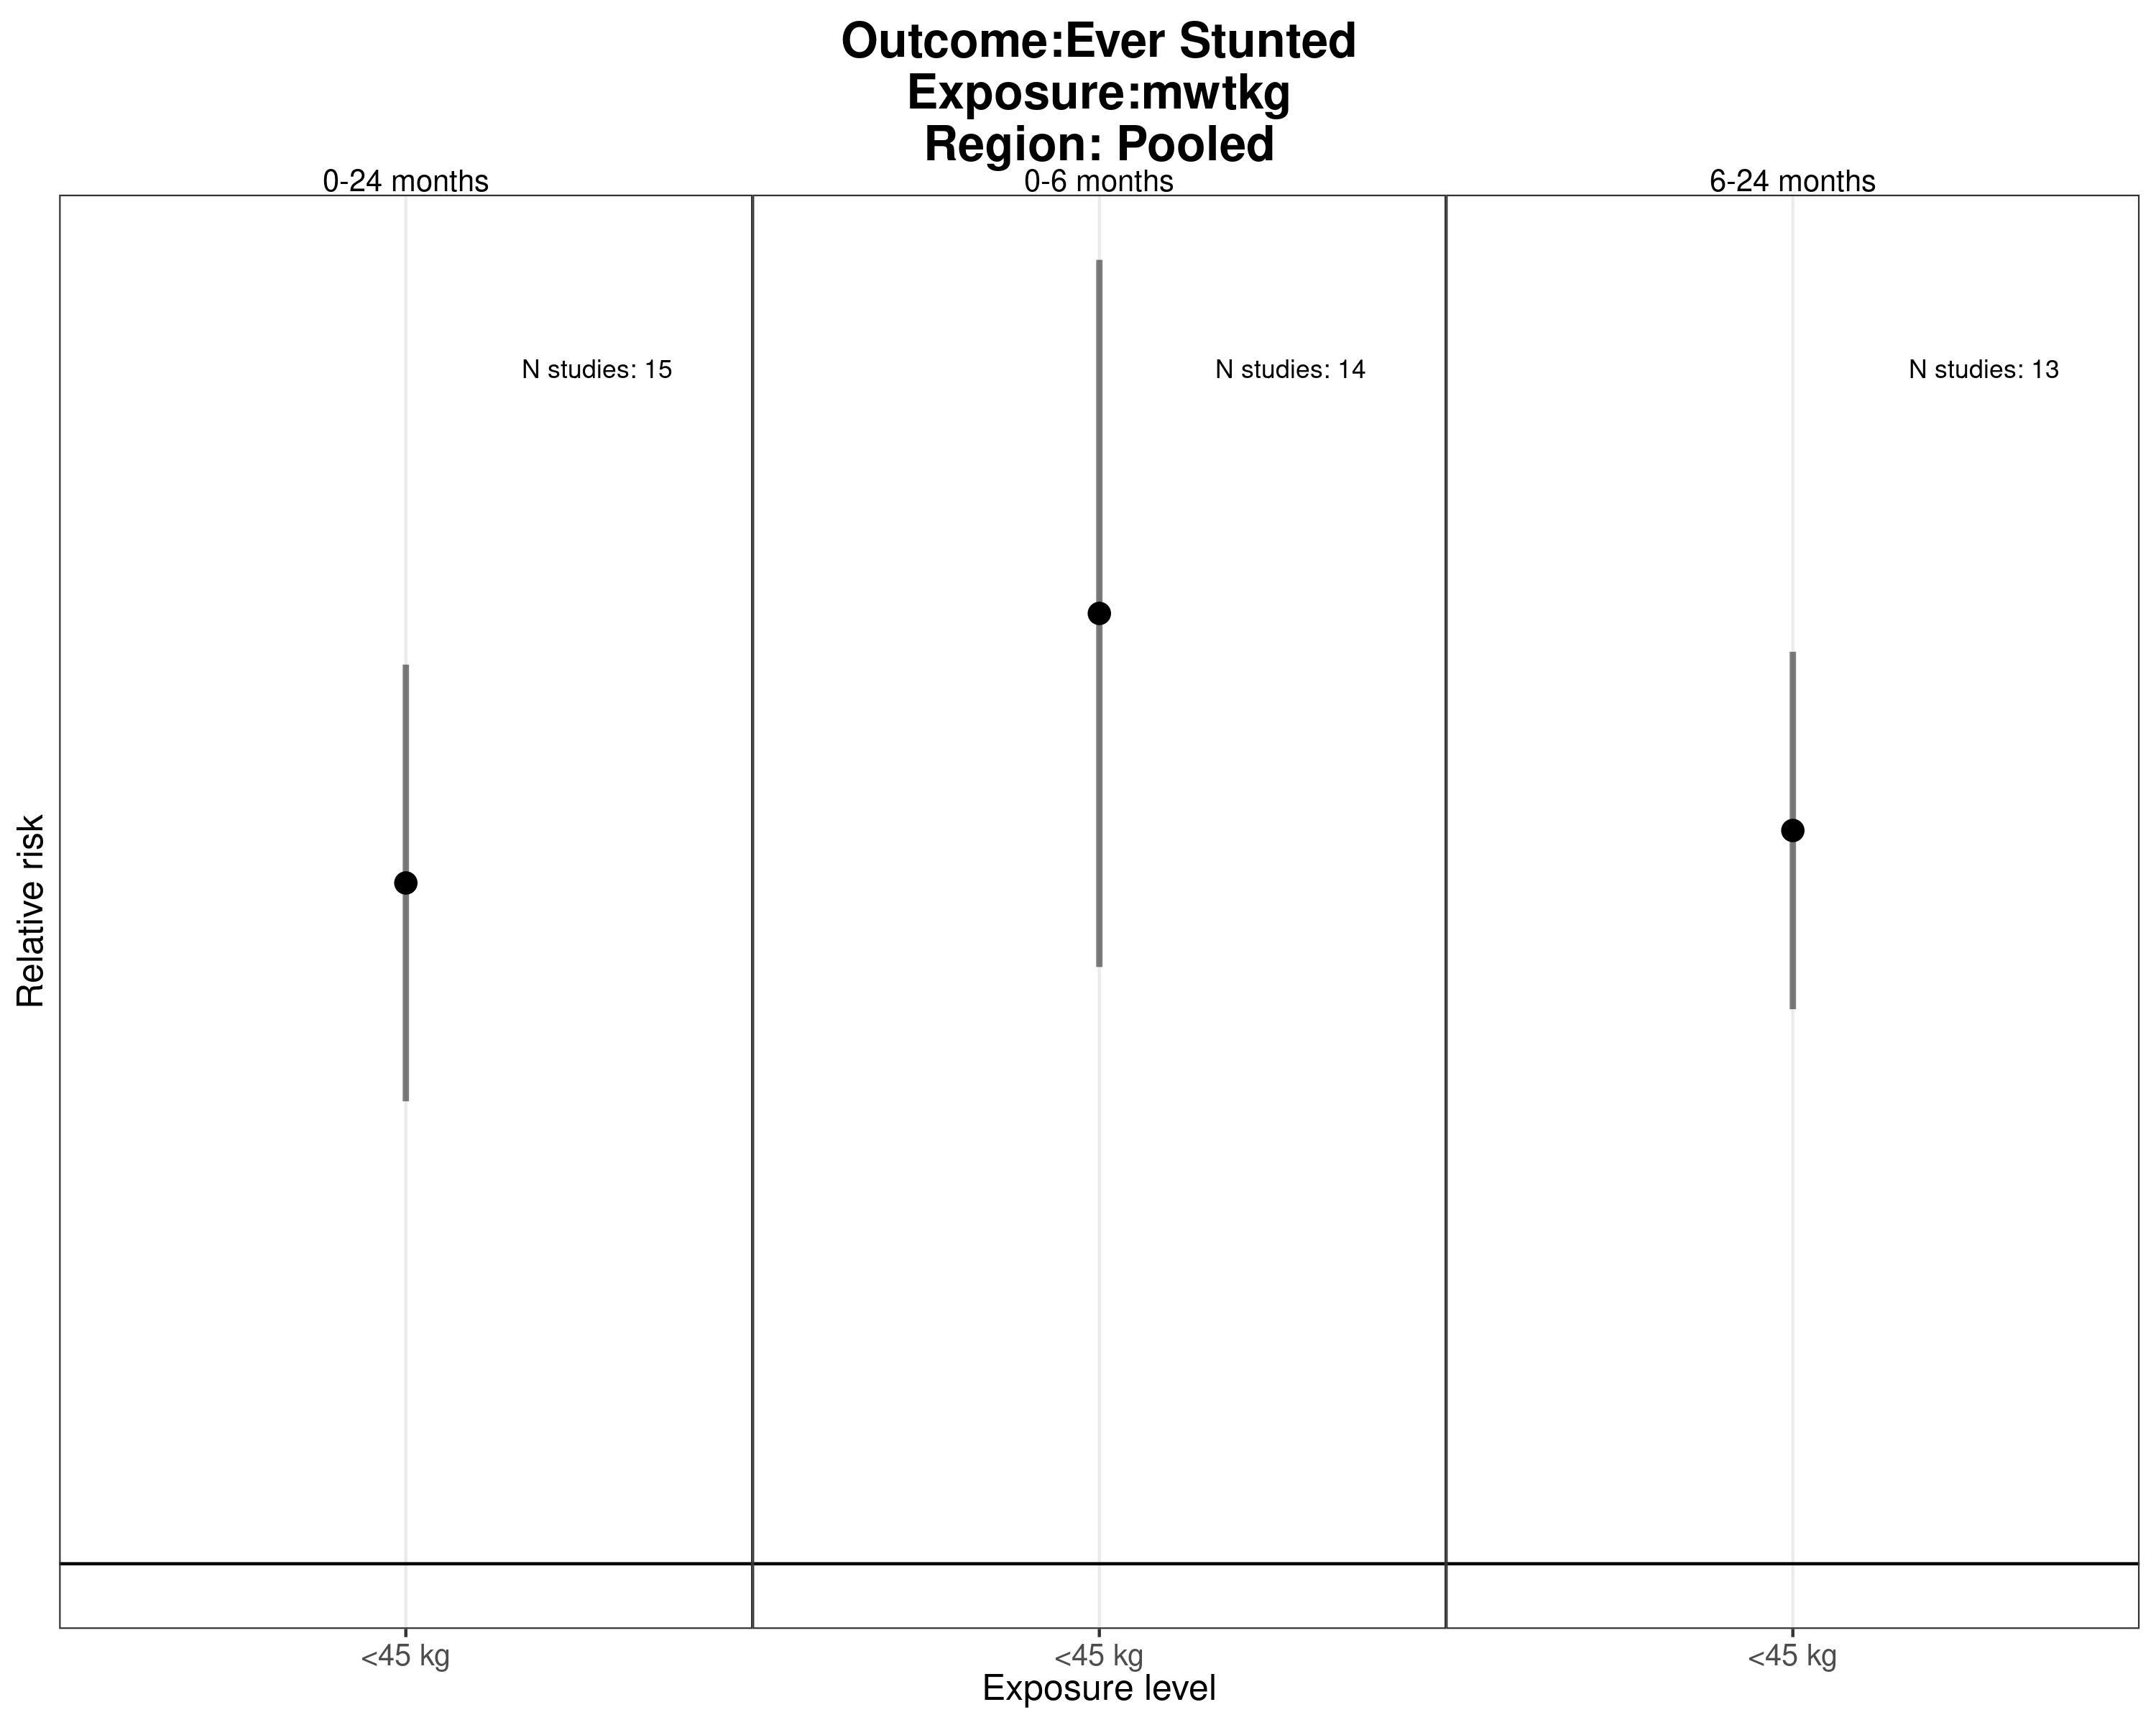 Outcome:Ever Stunted
Exposure:mwtkg
Region: Pooled
0-24 months
0-6 months
6-24 months
N studies: 15
N studies: 14
N studies: 13
Relative risk
<45 kg
<45 kg
<45 kg
Exposure level